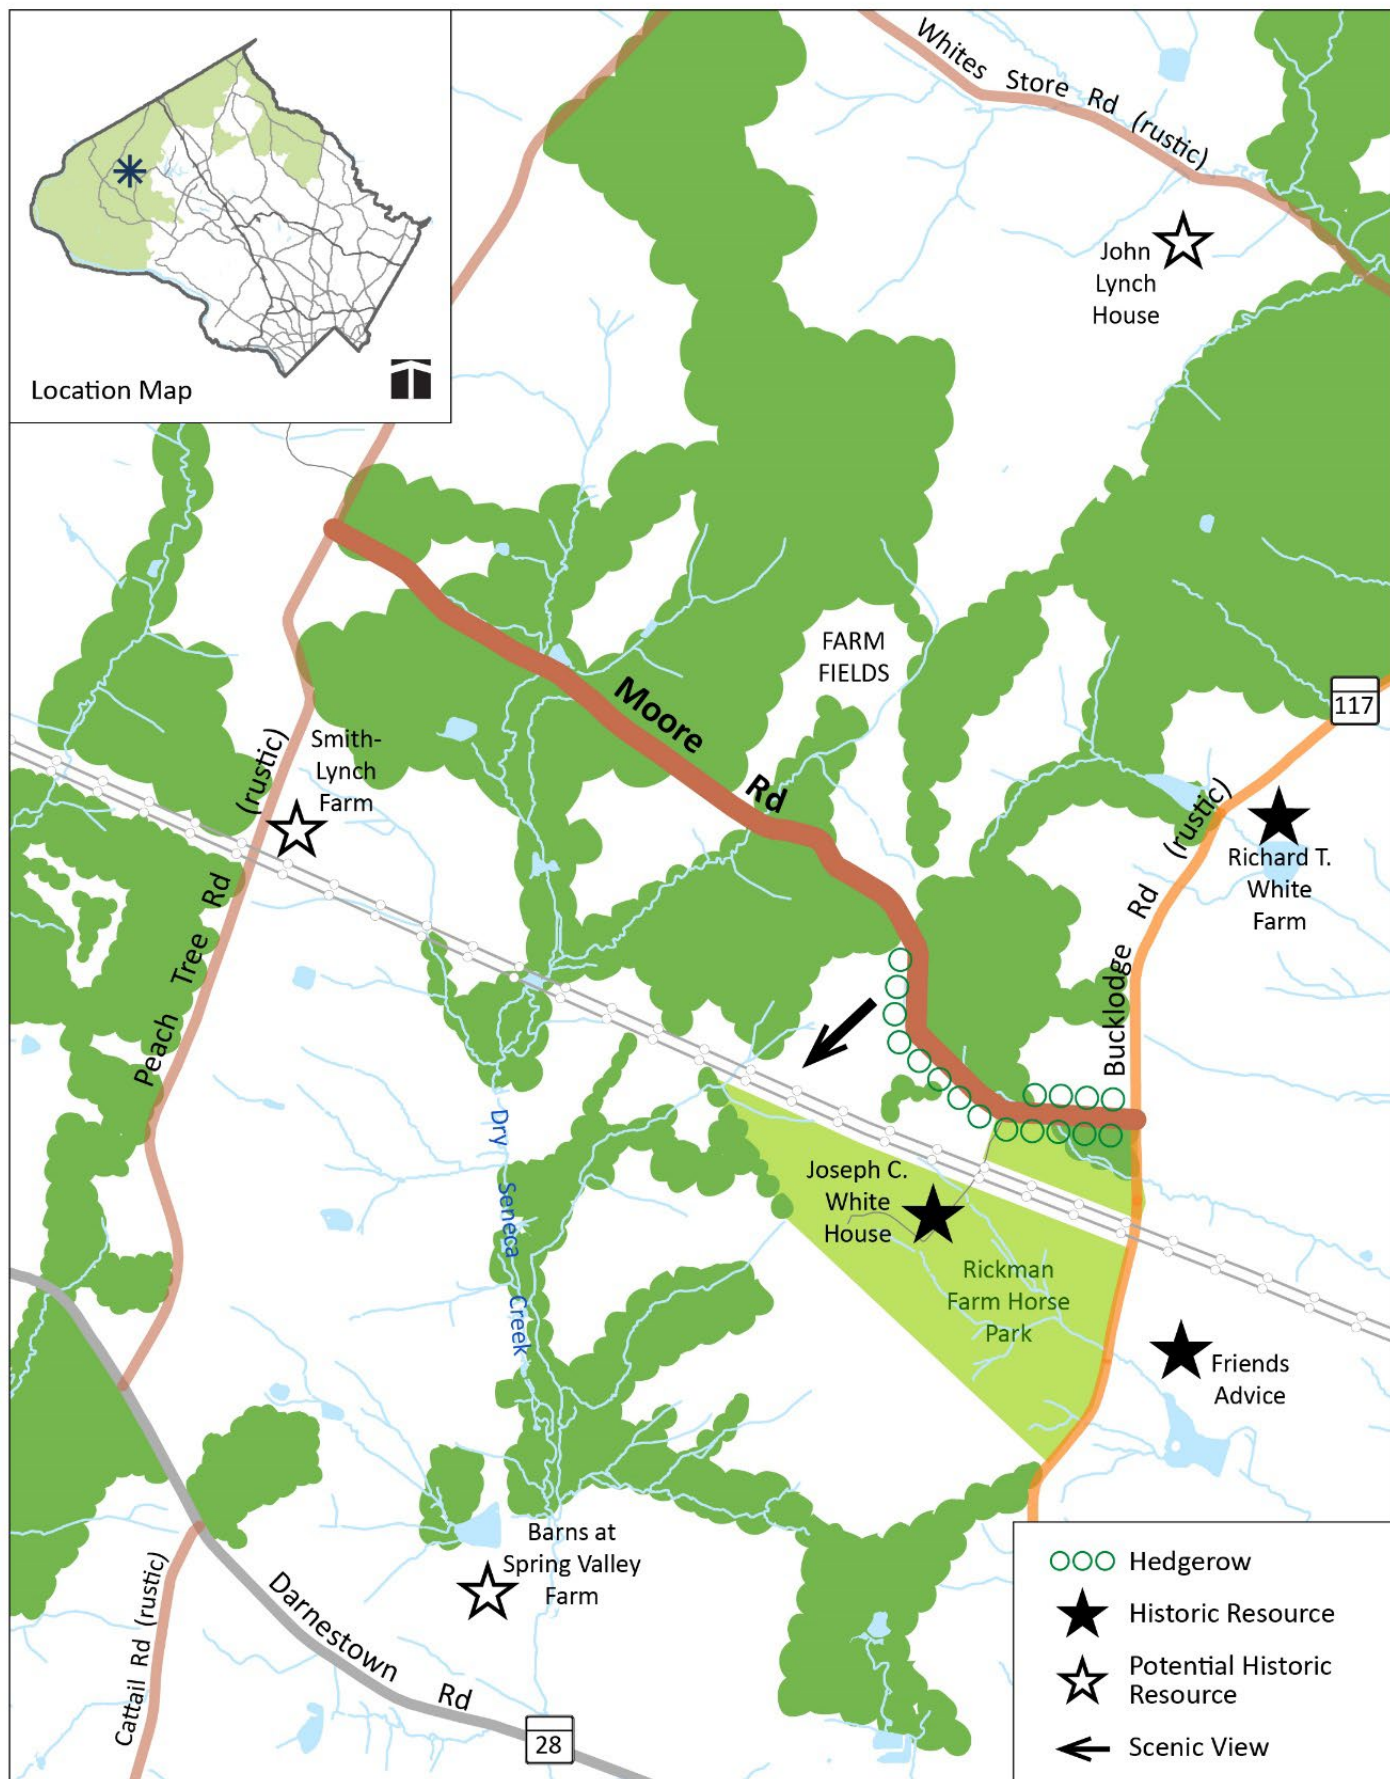 Location Map
Whites Store Rd (rustic)
John
Lynch
House
FARM
FIELDS
Moore Rd
117
Smith-
Lynch
Farm
Peach Tree Rd (rustic)
Bucklodge Rd (rustic)
Richard T.
White
Farm
Dry Seneca Creek
Joseph C.
White
House
Rickman
Farm Horse
Park
Friends
Advice
Barns at
Spring Valley
Farm
Cattail Rd (rustic)
Darnestown Rd
28
Hedgerow
Historic Resource
Potential Historic
Resource
Scenic View